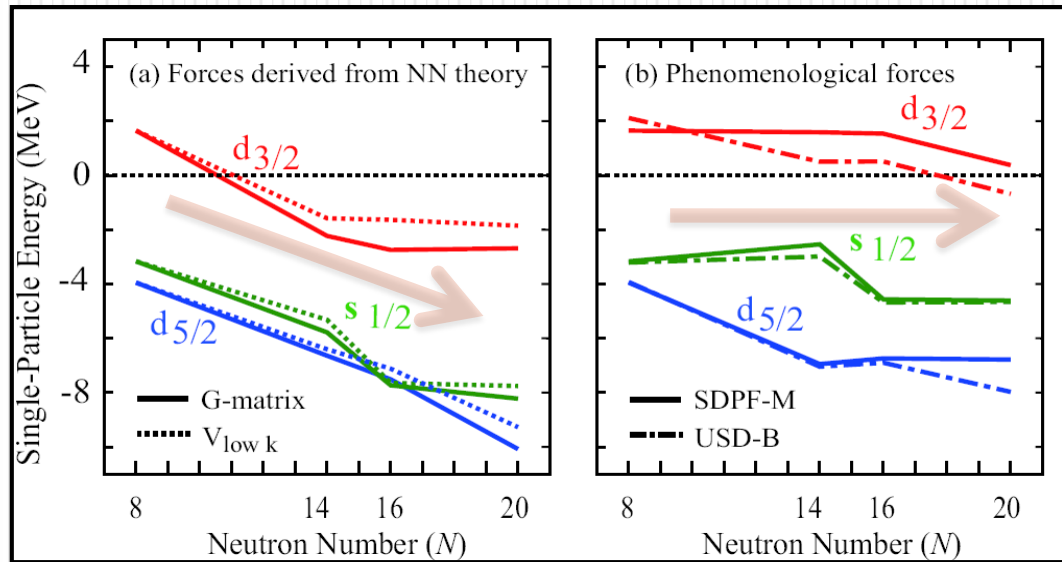 Single-Particle Energy (MeV)
4
0
-4
-8
(a) Forces derived from NN theory
d3/2
s 1/2
d5/2
G-matrix
Vlow k
8
14
16
20
Neutron Number (N)
(b) Phenomenological forces
d3/2
s 1/2
d5/2
SDPF-M
USD-B
8
14
16
20
Neutron Number (N)